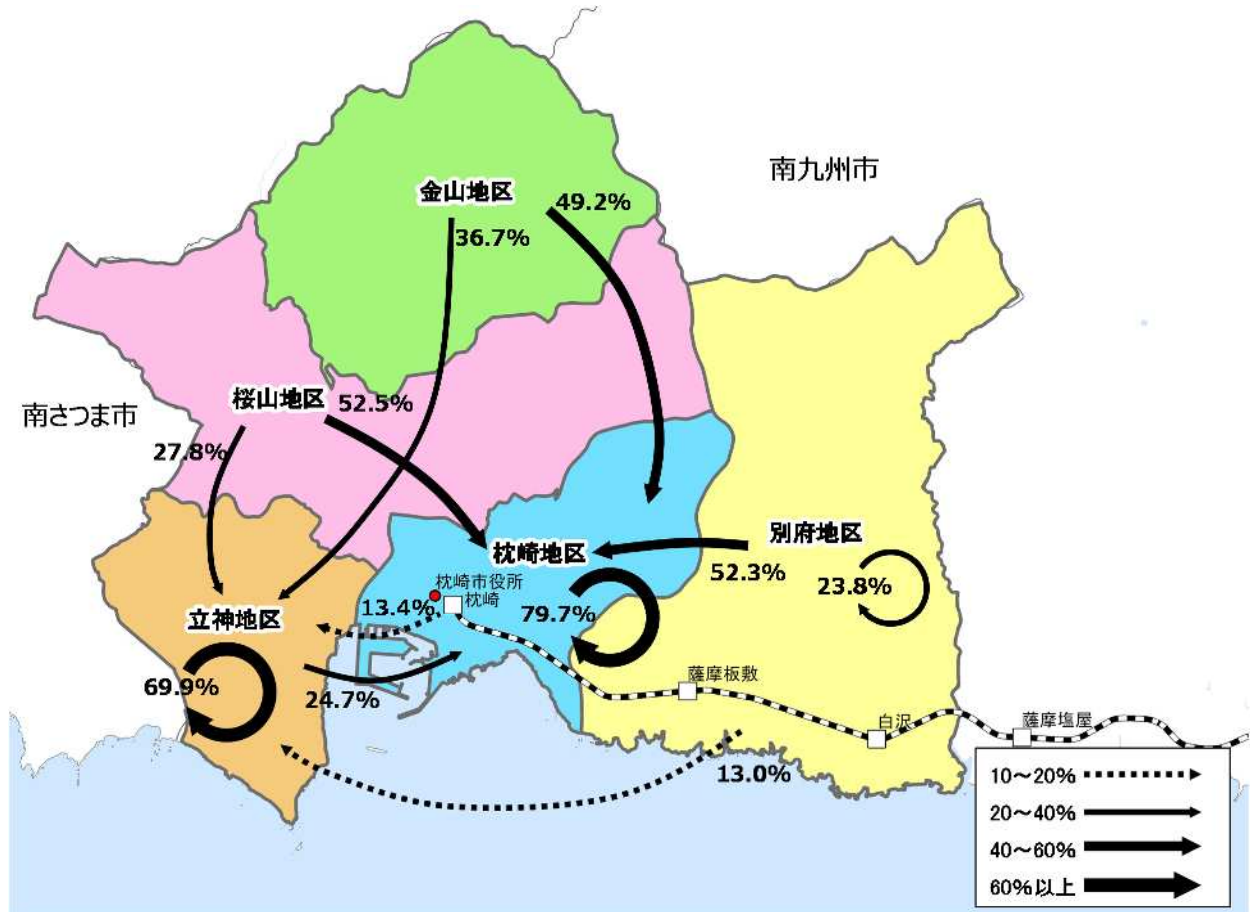 南九州市
金山地区
49.2%
36.7%
桜山地区
52.5%
南さつま市
27.8%
別府地区
枕崎地区
52.3%
23.8%
枕崎市役所
枕崎
13.4%
79.7%
立神地区
69.9%
24.7%
薩摩板敷
白沢
薩摩塩屋
13.0%
10～20%
20～40%
40～60%
60%以上